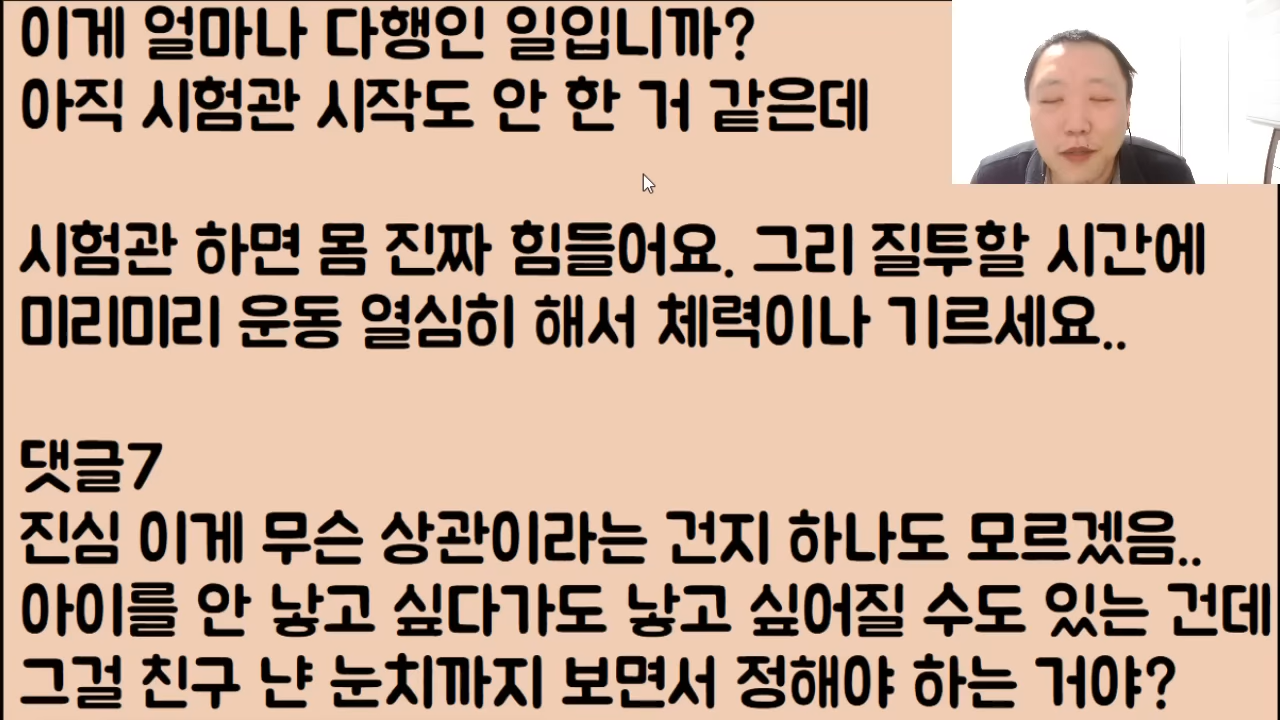 이게 얼마나 다행인 일입니까?
아직 시험관 시작도 안 한 거 같은데
시험관 하면 몸 진짜 힘들어요. 그리 질투할 시간에
미리미리 운동 열심히 해서 체력이나 기르세요..
댓글7
진심 이게 무슨 상관이라는 건지 하나도 모르겠음..
아이를 안 낳고 싶다가도 낳고 싶어질 수도 있는 건데
그걸 친구 냔 눈치까지 보면서 정해야 하는 거야?